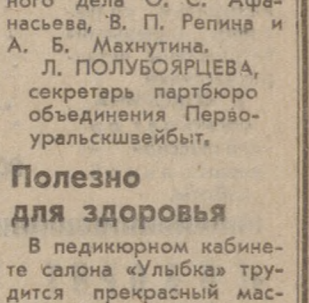 ного дела О. С. Афа-
насьева, В. П. Репина и
А. Б. Махнутина.
Л. ПОЛУБОЯРЦЕВА,
секретарь партбюро
объединения Перво-
уральскшвейбыт.
Полезно
для здоровья
В педикюрном кабине-
те салона «Улыбка» тру-
дится прекрасный мас-